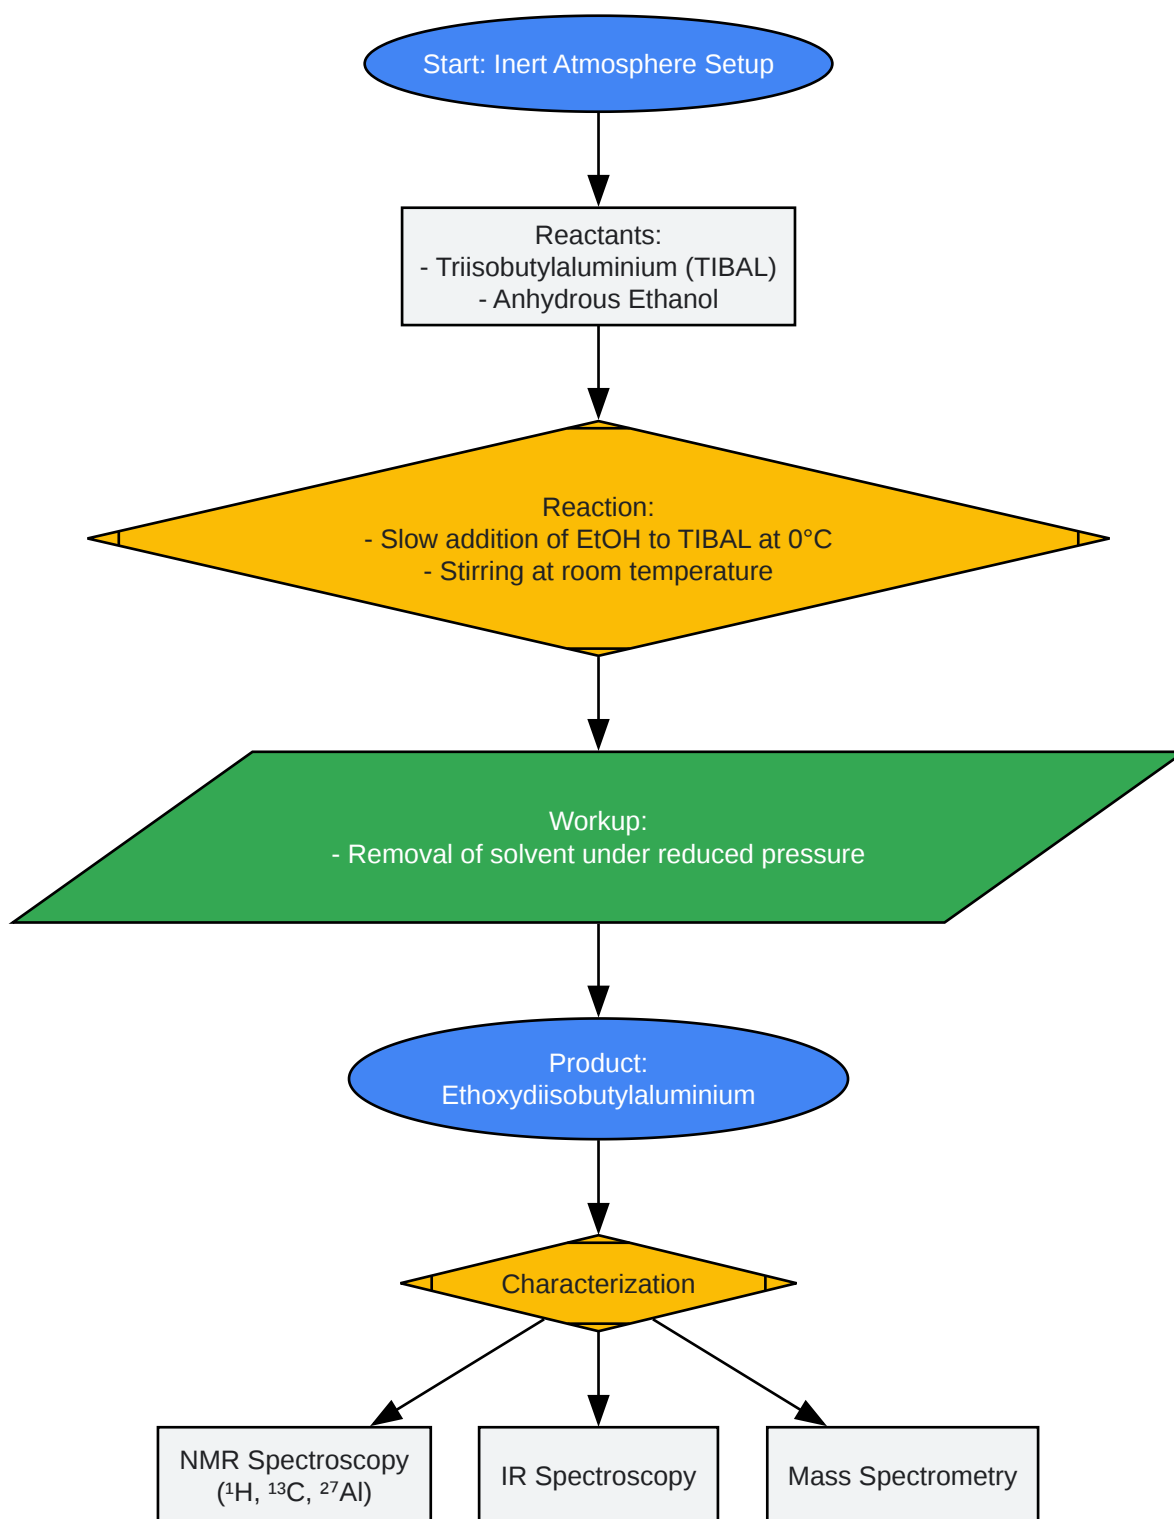 Start: Inert Atmosphere Setup
Reactants:
- Triisobutylaluminium (TIBAL)
- Anhydrous Ethanol
Reaction:
- Slow addition of EtOH to TIBAL at 0°C
- Stirring at room temperature
Workup:
- Removal of solvent under reduced pressure
Product:
Ethoxydiisobutylaluminium
Characterization
NMR Spectroscopy
(¹H, ¹³C, ²⁷Al)
IR Spectroscopy
Mass Spectrometry